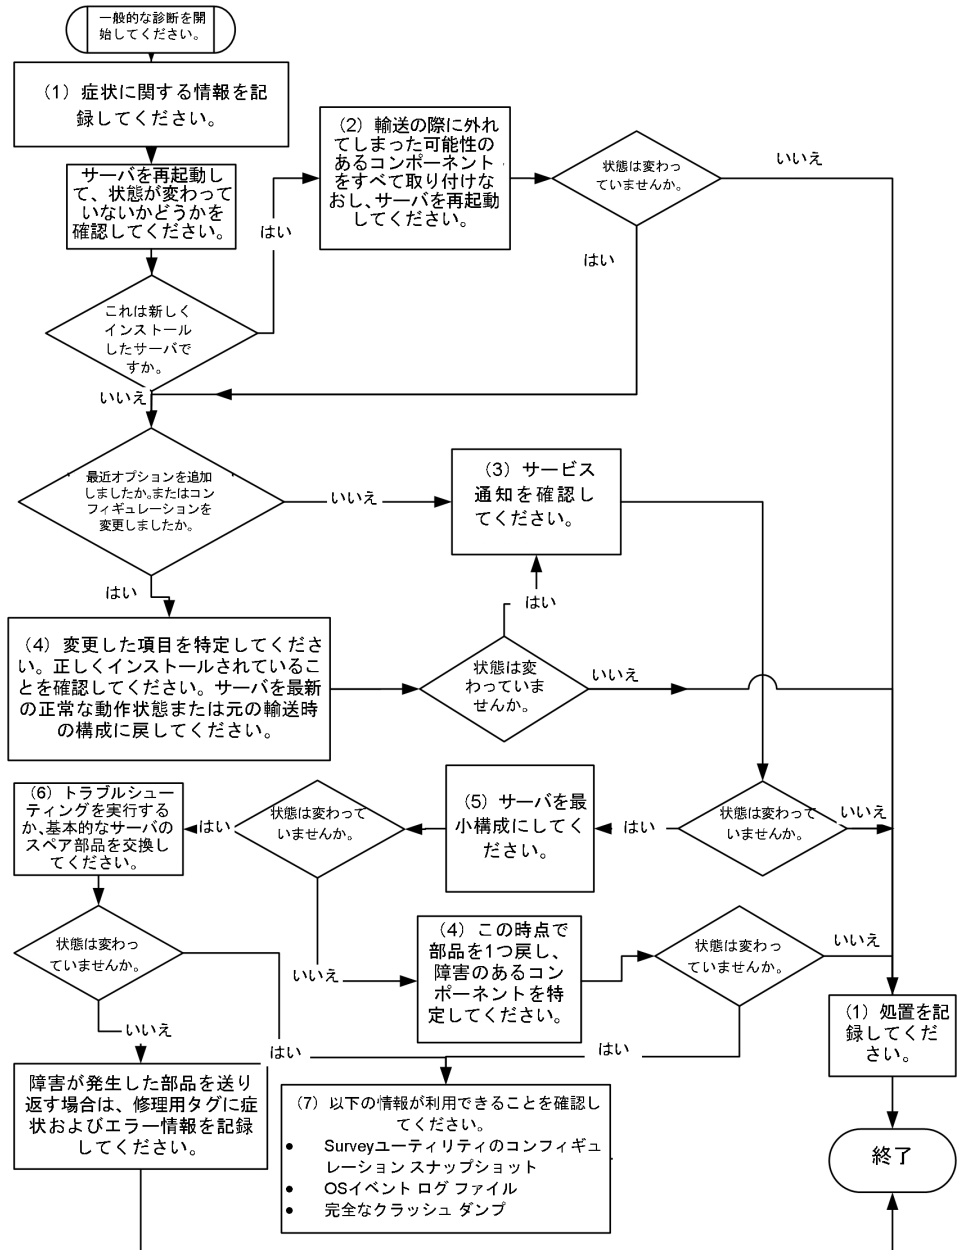 一般的な診断を開
始してください。
(1) 症状に関する情報を記
録してください。
サーバを再起動し
て、状態が変わって
いないかどうかを
確認してください。
はい
(2) 輸送の際に外れ
てしまった可能性の
あるコンポーネント
をすべて取り付けな
おし、サーバを再起動
してください。
状態は変わっ
ていませんか。
いいえ
はい
これは新しく
インストール
したサーバで
すか。
いいえ
最近オプションを追加
しましたか。またはコン
フィギュレーションを
変更しましたか。
いいえ
(3) サービス
通知を確認し
てください。
はい
はい
(4) 変更した項目を特定してくださ
い。正しくインストールされているこ
とを確認してください。サーバを最新
の正常な動作状態または元の輸送時
の構成に戻してください。
状態は変
わっていま
せんか。
いいえ
(6) トラブルシュー
ティングを実行する
か、基本的なサーバの
スペア部品を交換し
てください。
はい
状態は変わって
いませんか。
(5) サーバを最
小構成にしてく
ださい。
はい
状態は変わって
いませんか。
いいえ
状態は変わっ
ていませんか。
いいえ
(4) この時点で
部品を1つ戻し、
障害のあるコン
ポーネントを特
定してください。
状態は変わっ
ていませんか。
いいえ
いいえ
はい
はい
(1) 処置を記
録してくだ
さい。
障害が発生した部品を送り
返す場合は、修理用タグに症
状およびエラー情報を記録
してください。
(7) 以下の情報が利用できることを確認し
てください。
● Surveyユーティリティのコンフィギュ
レーション スナップショット
● OSイベント ログ ファイル
● 完全なクラッシュ ダンプ
終了